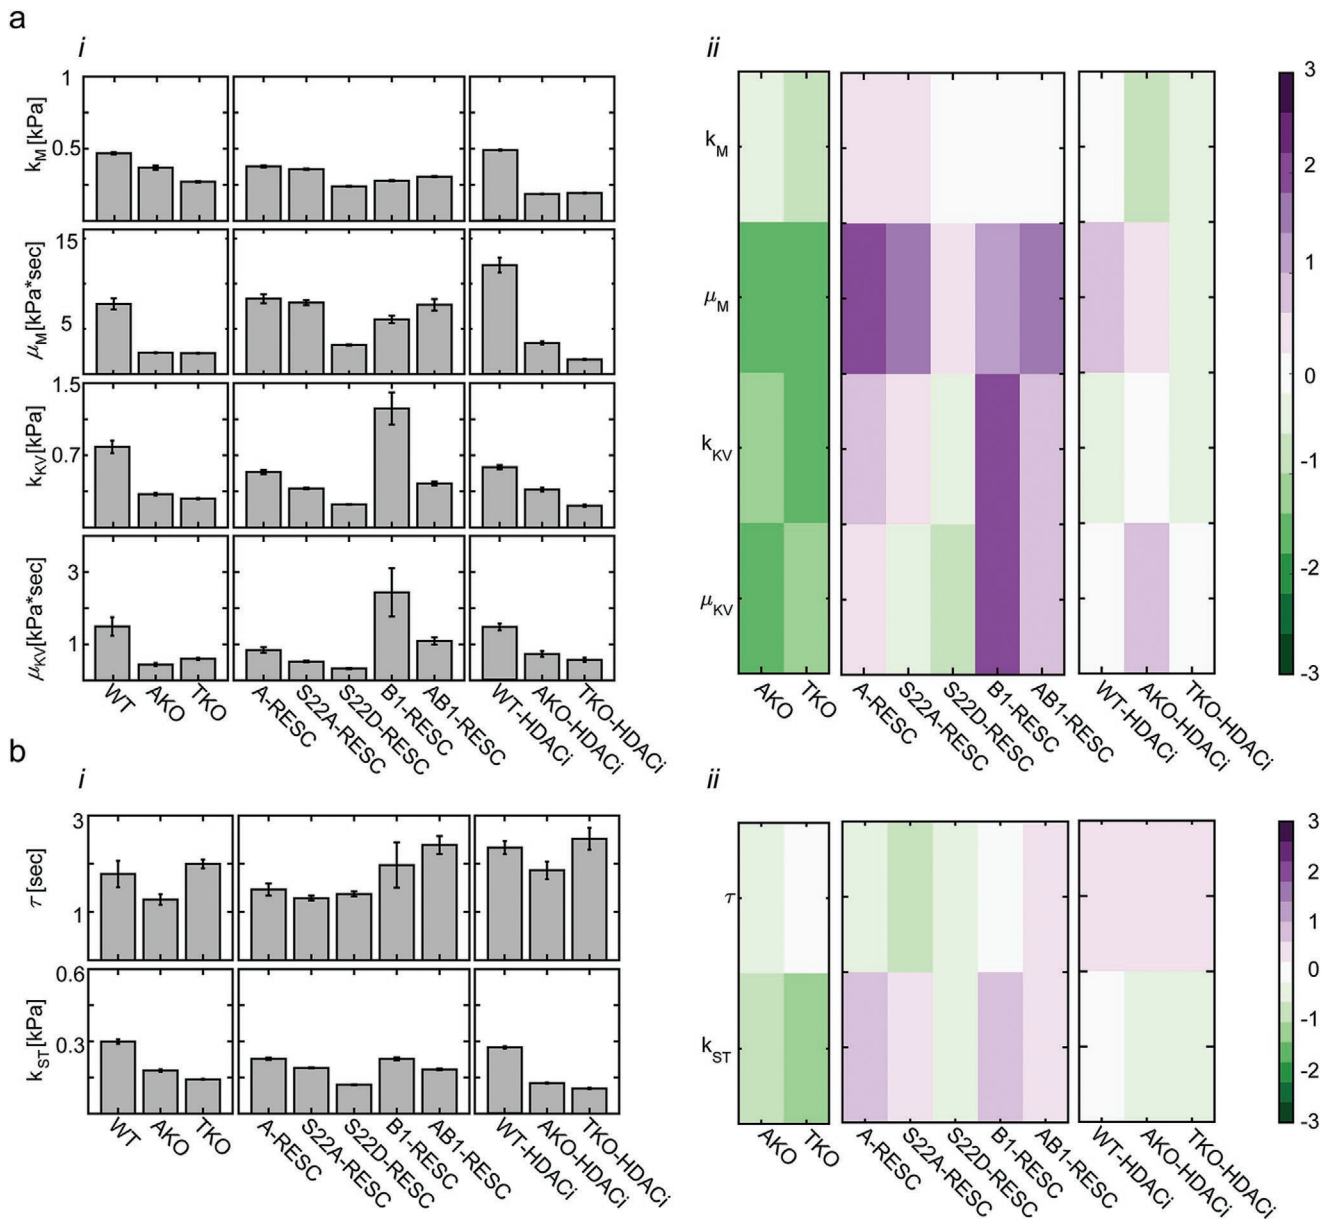 a
i
ii
k_M [kPa]
1
0.5
μ_M [kPa*sec]
15
5
k_KV [kPa]
1.5
0.7
μ_KV [kPa*sec]
3
1
WT
AKO
TKO
A-RESC
S22A-RESC
S22D-RESC
B1-RESC
AB1-RESC
WT-HDACi
AKO-HDACi
TKO-HDACi
k_M
μ_M
k_KV
μ_KV
AKO
TKO
A-RESC
S22A-RESC
S22D-RESC
B1-RESC
AB1-RESC
WT-HDACi
AKO-HDACi
TKO-HDACi
3
2
1
0
-1
-2
-3
b
i
ii
τ [sec]
3
1
k_ST [kPa]
0.6
0.3
WT
AKO
TKO
A-RESC
S22A-RESC
S22D-RESC
B1-RESC
AB1-RESC
WT-HDACi
AKO-HDACi
TKO-HDACi
τ
k_ST
AKO
TKO
A-RESC
S22A-RESC
S22D-RESC
B1-RESC
AB1-RESC
WT-HDACi
AKO-HDACi
TKO-HDACi
3
2
1
0
-1
-2
-3